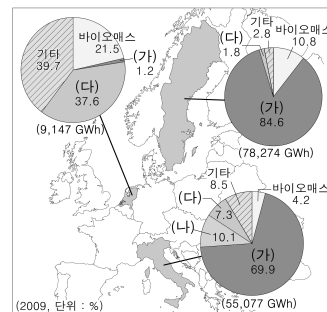 기타
39.7
바이오매스
21.5
(가)
1.2
(다)
37.6
(9,147 GWh)
기타
2.8
(다)
1.8
바이오매스
10.8
(가)
84.6
(78,274 GWh)
기타
8.5
바이오매스
4.2
(다)
7.3
(나)
10.1
(가)
69.9
(55,077 GWh)
(2009, 단위 : %)